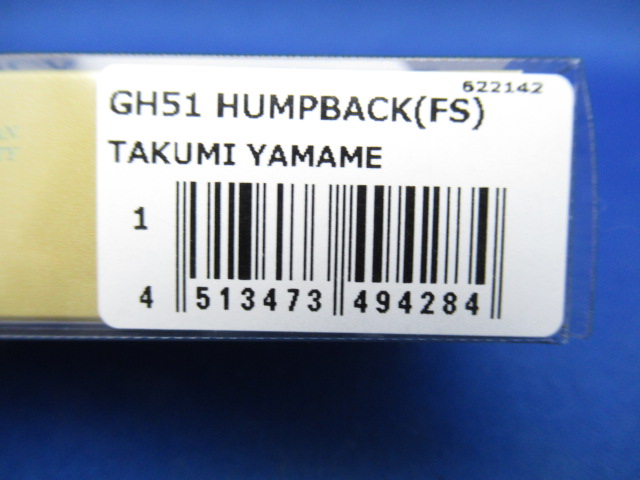 622142
GH51 HUMPBACK(FS)
TAKUMI YAMAME
1
4 513473 494284